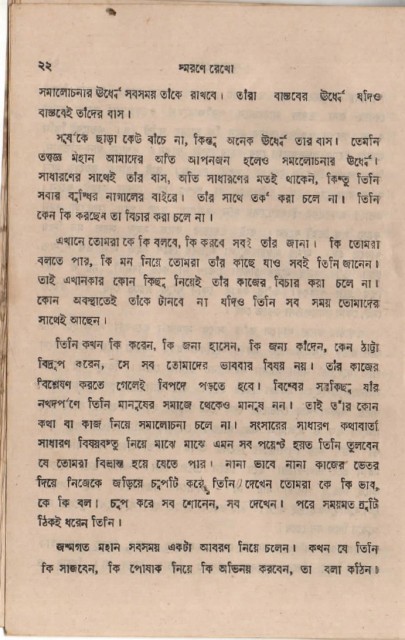 ২২
স্মরণে রেখো
সমালোচনার ঊর্ধ্বে সবসময় তাঁকে রাখবে। তাঁরা বাস্তবের ঊর্ধ্বে যদিও
বাস্তবেই তাঁদের বাস।
সূর্যকে ছাড়া কেউ বাঁচে না, কিন্তু অনেক ঊর্ধ্বে তার বাস। তেমনি
তত্ত্বজ্ঞ মহান আমাদের অতি আপনজন হলেও সমালোচনার ঊর্ধ্বে।
সাধারণের সাথেই তাঁর বাস, অতি সাধারণের মতই থাকেন, কিন্তু তিনি
সবার বুদ্ধির নাগালের বাইরে। তাঁর সাথে তর্ক করা চলে না। তিনি
কেন কি করছেন তা বিচার করা চলে না।
এখানে তোমরা কে কি বলবে, কি করবে সবই তাঁর জানা। কি তোমরা
বলতে পার, কি মন নিয়ে তোমরা তাঁর কাছে যাও সবই তিনি জানেন।
তাই এখানকার কোন কিছু নিয়েই তাঁর কাজের বিচার করা চলে না।
কোন অবস্থাতেই তাঁকে টানবে না যদিও তিনি সব সময় তোমাদের
সাথেই আছেন।
তিনি কখন কি করেন, কি জন্য হাসেন, কি জন্য কাঁদেন, কেন ঠাট্টা
বিদ্রূপ করেন, সে সব তোমাদের ভাববার বিষয় নয়। তাঁর কাজের
বিশ্লেষণ করতে গেলেই বিপদে পড়তে হবে। বিশ্বের সবকিছু যাঁর
নখদর্পণে তিনি মানুষের সমাজে থেকেও মানুষ নন। তাই তাঁর কোন
কথা বা কাজ নিয়ে সমালোচনা চলে না। সংসারের সাধারণ কথাবার্তা
সাধারণ বিষয়বস্তু নিয়ে মাঝে মাঝে এমন সব পয়েন্ট হয়ত তিনি তুলবেন
যে তোমরা বিভ্রান্ত হয়ে যেতে পার। নানা ভাবে নানা কাজের ভেতর
দিয়ে নিজেকে জড়িয়ে চুপটি করে তিনি দেখেন তোমরা কে কি ভাব,
কে কি বল। চুপ করে সব শোনেন, সব দেখেন। পরে সময়মত ত্রুটি
ঠিকই ধরেন তিনি।
জন্মগত মহান সবসময় একটা আবরণ নিয়ে চলেন। কখন যে তিনি
কি সাজবেন, কি পোষাক নিয়ে কি অভিনয় করবেন, তা বলা কঠিন।